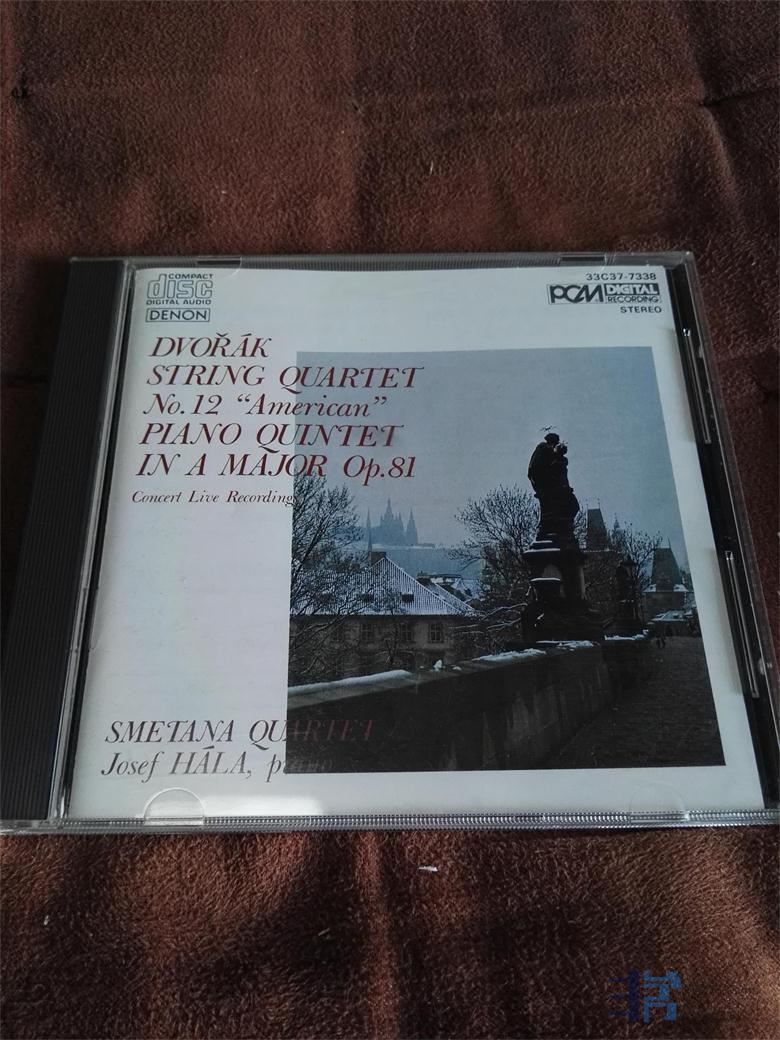 COMPACT
disc
DIGITAL AUDIO
DENON
33C37-7338
PCM DIGITAL
RECORDING
STEREO
DVOŘÁK
STRING QUARTET
No. 12 “American”
PIANO QUINTET
IN A MAJOR Op.81
Concert Live Recording
SMETANA QUARTET
Josef HÁLA, piano